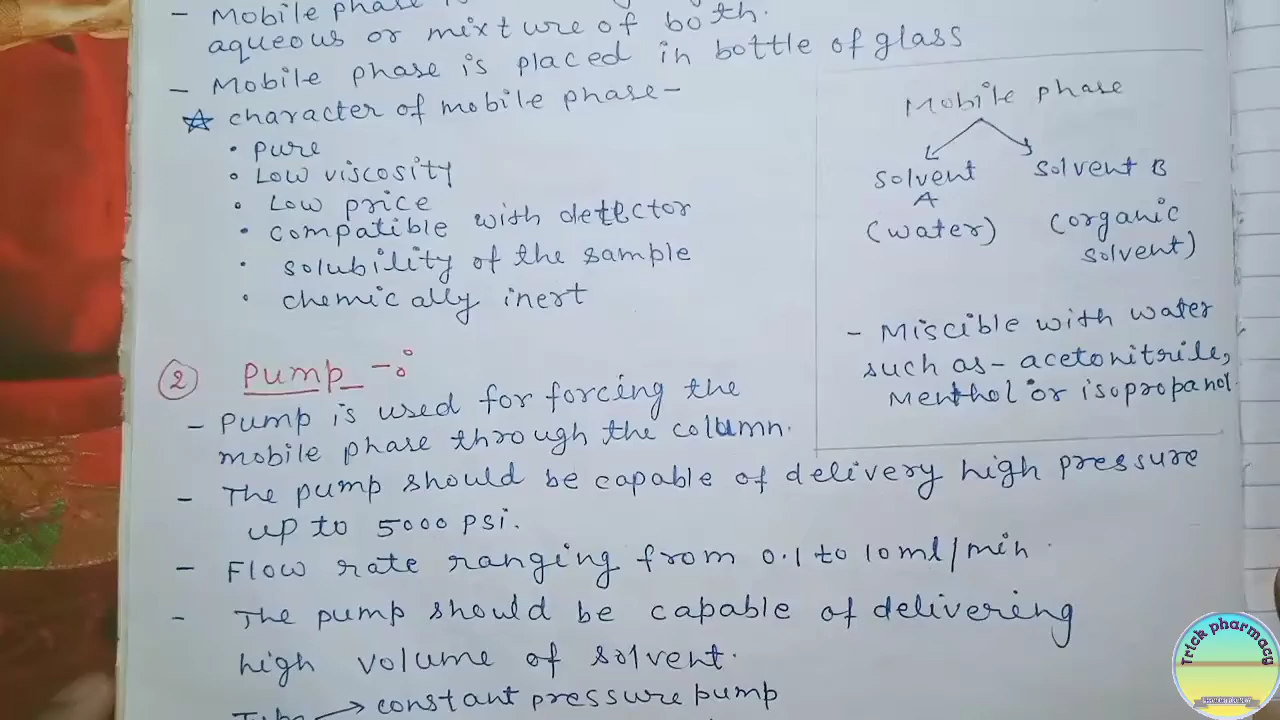 - Mobile phase
aqueous or mixture of both.
- Mobile phase is placed in bottle of glass
☆ character of mobile phase -
• pure
• Low viscosity
• Low price
• compatible with detector
• solubility of the sample
• chemically inert
Mobile phase
solvent A
(water)
solvent B
(organic solvent)
- Miscible with water
such as - acetonitrile,
Menthol or isopropanol.
② Pump -:
- Pump is used for forcing the
mobile phase through the column.
- The pump should be capable of delivery high pressure
up to 5000 psi.
- Flow rate ranging from 0.1 to 10 ml/min.
- The pump should be capable of delivering
high volume of solvent.
→ constant pressure pump
Trick pharmacy